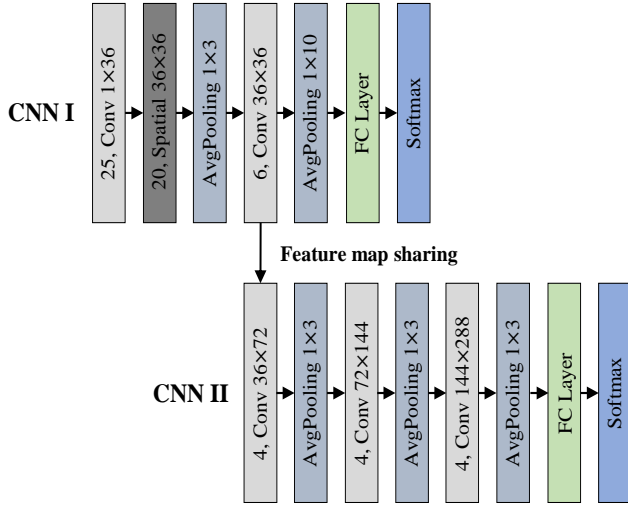 CNN I
25, Conv 1×36
20, Spatial 36×36
AvgPooling 1×3
6, Conv 36×36
AvgPooling 1×10
FC Layer
Softmax
Feature map sharing
CNN II
4, Conv 36×72
AvgPooling 1×3
4, Conv 72×144
AvgPooling 1×3
4, Conv 144×288
AvgPooling 1×3
FC Layer
Softmax